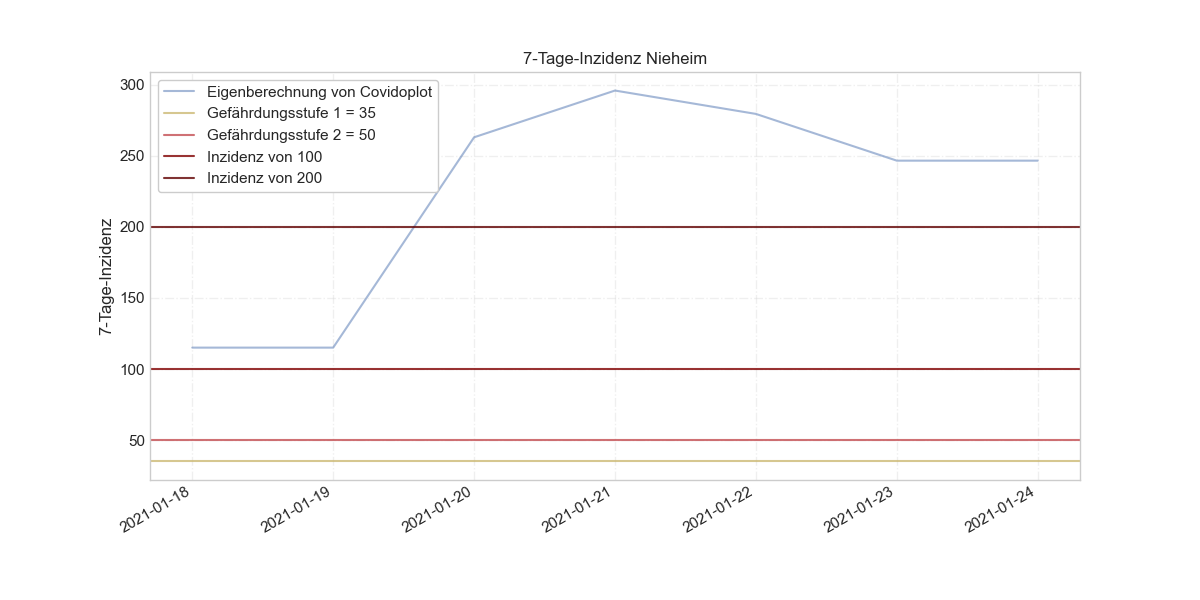 7-Tage-Inzidenz Nieheim
Eigenberechnung von Covidoplot
Gefährdungsstufe 1 = 35
Gefährdungsstufe 2 = 50
Inzidenz von 100
Inzidenz von 200
7-Tage-Inzidenz
300
250
200
150
100
50
2021-01-18
2021-01-19
2021-01-20
2021-01-21
2021-01-22
2021-01-23
2021-01-24